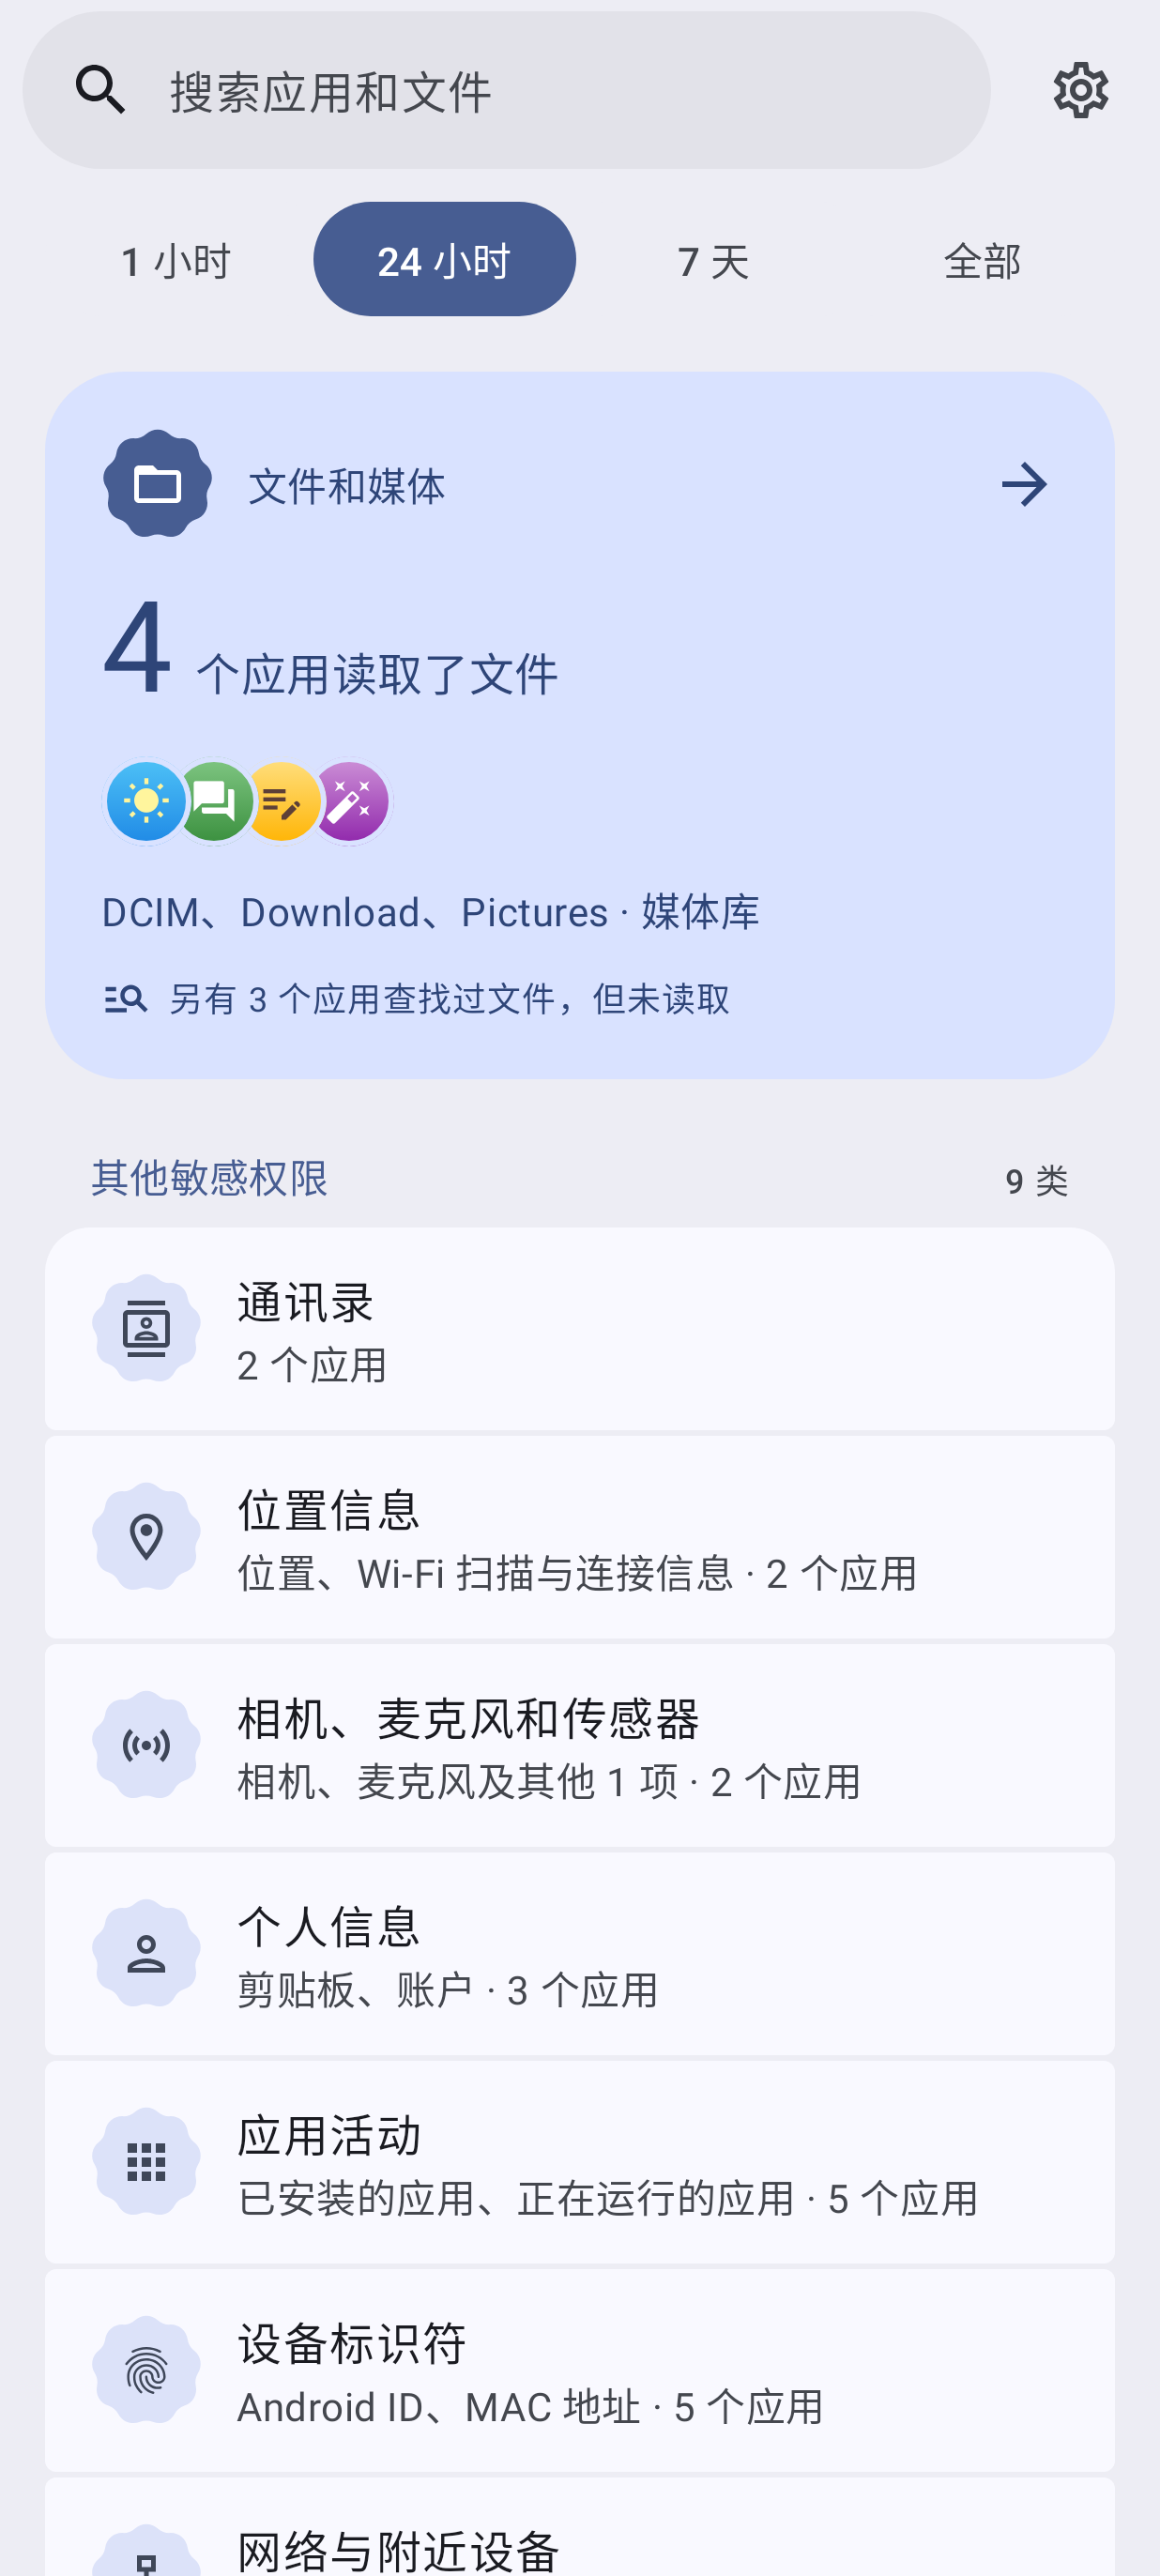 搜索应用和文件
1 小时
24 小时
7 天
全部
文件和媒体
4 个应用读取了文件
DCIM、Download、Pictures · 媒体库
另有 3 个应用查找过文件，但未读取
其他敏感权限
9 类
通讯录
2 个应用
位置信息
位置、Wi-Fi 扫描与连接信息 · 2 个应用
相机、麦克风和传感器
相机、麦克风及其他 1 项 · 2 个应用
个人信息
剪贴板、账户 · 3 个应用
应用活动
已安装的应用、正在运行的应用 · 5 个应用
设备标识符
Android ID、MAC 地址 · 5 个应用
网络与附近设备